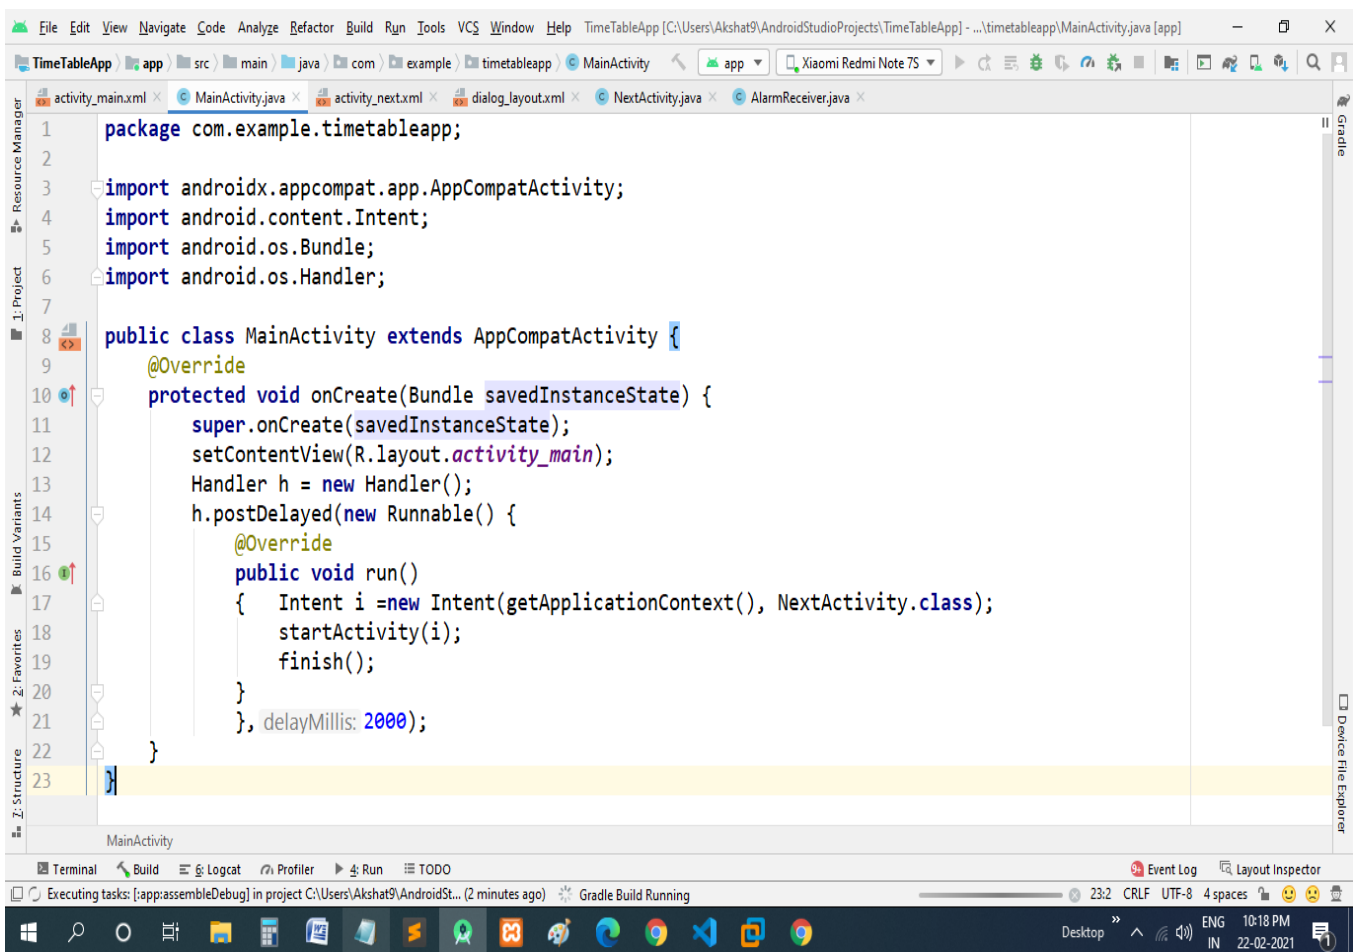 File Edit View Navigate Code Analyze Refactor Build Run Tools VCS Window Help TimeTableApp [C:\Users\Akshat9\AndroidStudioProjects\TimeTableApp] - ...\timetableapp\MainActivity.java [app]
TimeTableApp app src main java com example timetableapp MainActivity app Xiaomi Redmi Note 7S
activity_main.xml MainActivity.java activity_next.xml dialog_layout.xml NextActivity.java AlarmReceiver.java
Resource Manager
1: Project
Build Variants
2: Favorites
7: Structure
1 package com.example.timetableapp;
2
3 import androidx.appcompat.app.AppCompatActivity;
4 import android.content.Intent;
5 import android.os.Bundle;
6 import android.os.Handler;
7
8 public class MainActivity extends AppCompatActivity {
9 @Override
10 protected void onCreate(Bundle savedInstanceState) {
11 super.onCreate(savedInstanceState);
12 setContentView(R.layout.activity_main);
13 Handler h = new Handler();
14 h.postDelayed(new Runnable() {
15 @Override
16 public void run()
17 { Intent i =new Intent(getApplicationContext(), NextActivity.class);
18 startActivity(i);
19 finish();
20 }
21 }, delayMillis: 2000);
22 }
23 }
Gradle
Device File Explorer
MainActivity
Terminal Build 6: Logcat Profiler 4: Run TODO 9+ Event Log Layout Inspector
Executing tasks: [:app:assembleDebug] in project C:\Users\Akshat9\AndroidSt... (2 minutes ago) Gradle Build Running 23:2 CRLF UTF-8 4 spaces
Desktop » ENG 10:18 PM
IN 22-02-2021 1